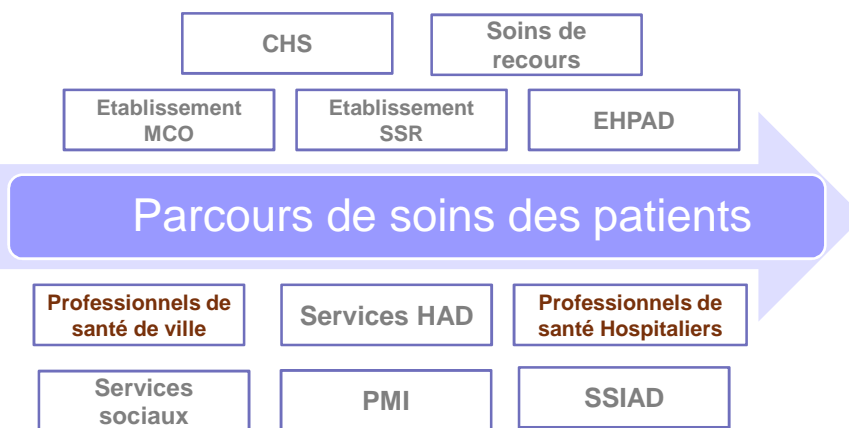 CHS
Soins de
recours
Etablissement
MCO
Etablissement
SSR
EHPAD
Parcours de soins des patients
Professionnels de
santé de ville
Services HAD
Professionnels de
santé Hospitaliers
Services
sociaux
PMI
SSIAD